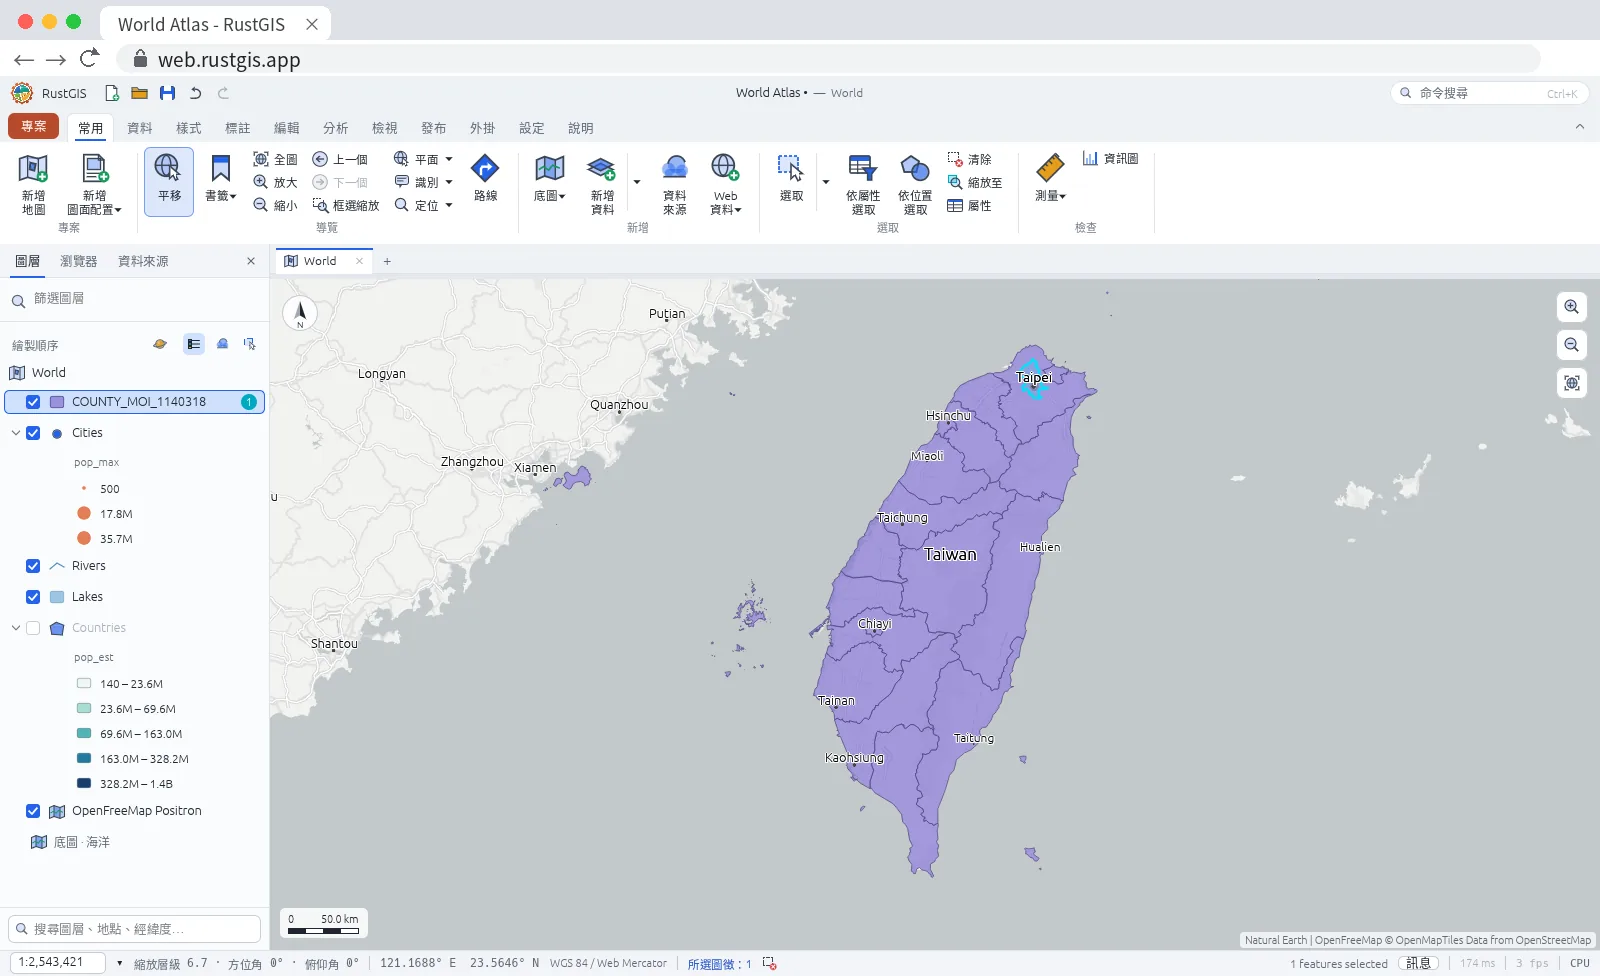 World Atlas - RustGIS
web.rustgis.app
RustGIS
World Atlas • — World
命令搜尋 Ctrl+K
專案 常用 資料 樣式 標註 編輯 分析 檢視 發布 外掛 設定 說明
新增地圖
新增圖面配置
專案
平移
書籤
全圖
放大
縮小
上一個
下一個
框選縮放
平面
識別
定位
路線
導覽
底圖
新增資料
資料來源
Web 資料
新增
選取
依屬性選取
依位置選取
清除
縮放至
屬性
選取
測量
資訊圖
檢查
圖層 瀏覽器 資料來源
World
篩選圖層
繪製順序
World
COUNTY_MOI_1140318 1
Cities
pop_max
500
17.8M
35.7M
Rivers
Lakes
Countries
pop_est
140 – 23.6M
23.6M – 69.6M
69.6M – 163.0M
163.0M – 328.2M
328.2M – 1.4B
OpenFreeMap Positron
底圖 · 海洋
搜尋圖層、地點、經緯度…
N
Putian
Longyan
Quanzhou
Zhangzhou
Xiamen
u
Shantou
Taipei
Hsinchu
Miaoli
Taichung
Taiwan
Hualien
Chiayi
Tainan
Taitung
Kaohsiung
0 50.0 km
Natural Earth | OpenFreeMap © OpenMapTiles Data from OpenStreetMap
1:2,543,421 縮放層級 6.7 · 方位角 0° · 俯仰角 0° 121.1688° E 23.5646° N WGS 84 / Web Mercator 所選圖徵：1 1 features selected 訊息 174 ms 3 fps CPU